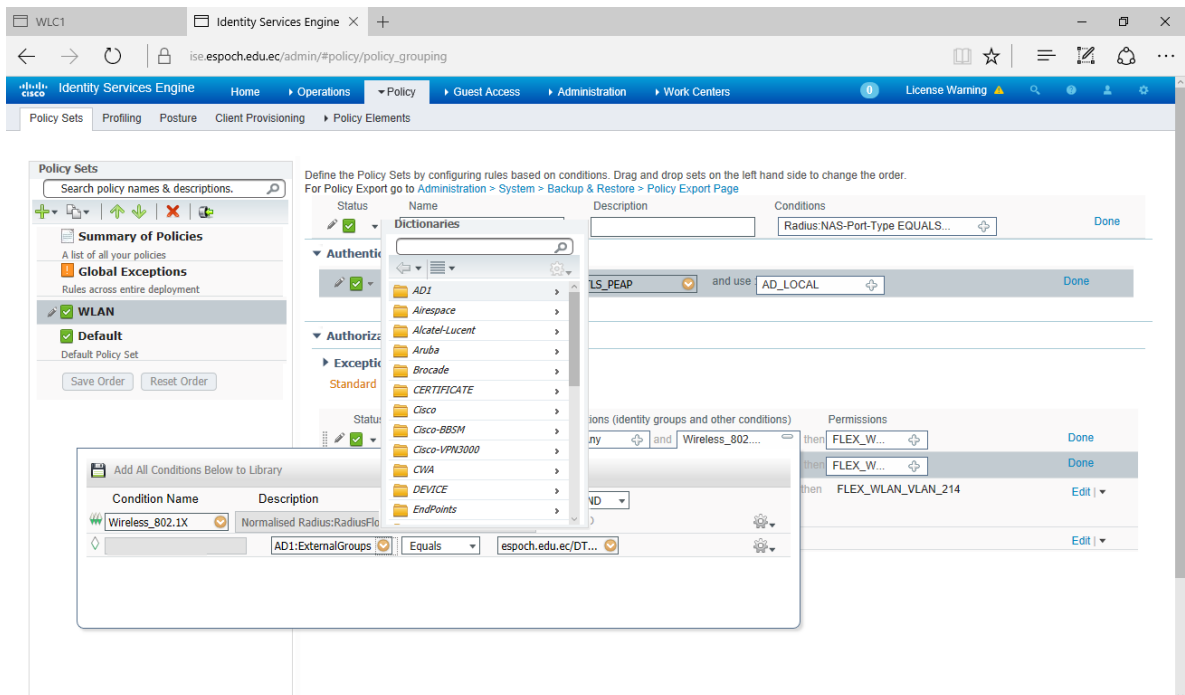 WLC1
Identity Services Engine
ise.espoch.edu.ec/admin/#policy/policy_grouping
cisco Identity Services Engine Home Operations Policy Guest Access Administration Work Centers 0 License Warning
Policy Sets Profiling Posture Client Provisioning Policy Elements
Policy Sets
Search policy names & descriptions.
Summary of Policies
A list of all your policies
Global Exceptions
Rules across entire deployment
WLAN
Default
Default Policy Set
Save Order Reset Order
Define the Policy Sets by configuring rules based on conditions. Drag and drop sets on the left hand side to change the order.
For Policy Export go to Administration > System > Backup & Restore > Policy Export Page
Status Name Description Conditions
Radius:NAS-Port-Type EQUALS... Done
Authentic
TLS_PEAP and use : AD_LOCAL Done
Authoriza
Exceptic
Standard
Status ions (identity groups and other conditions) Permissions
ny and Wireless_802.... then FLEX_W... Done
then FLEX_W... Done
then FLEX_WLAN_VLAN_214 Edit |
Edit |
Dictionaries
AD1
Airespace
Alcatel-Lucent
Aruba
Brocade
CERTIFICATE
Cisco
Cisco-BBSM
Cisco-VPN3000
CWA
DEVICE
EndPoints
Add All Conditions Below to Library
Condition Name Description ND
Wireless_802.1X Normalised Radius:RadiusFlo
AD1:ExternalGroups Equals espoch.edu.ec/DT...